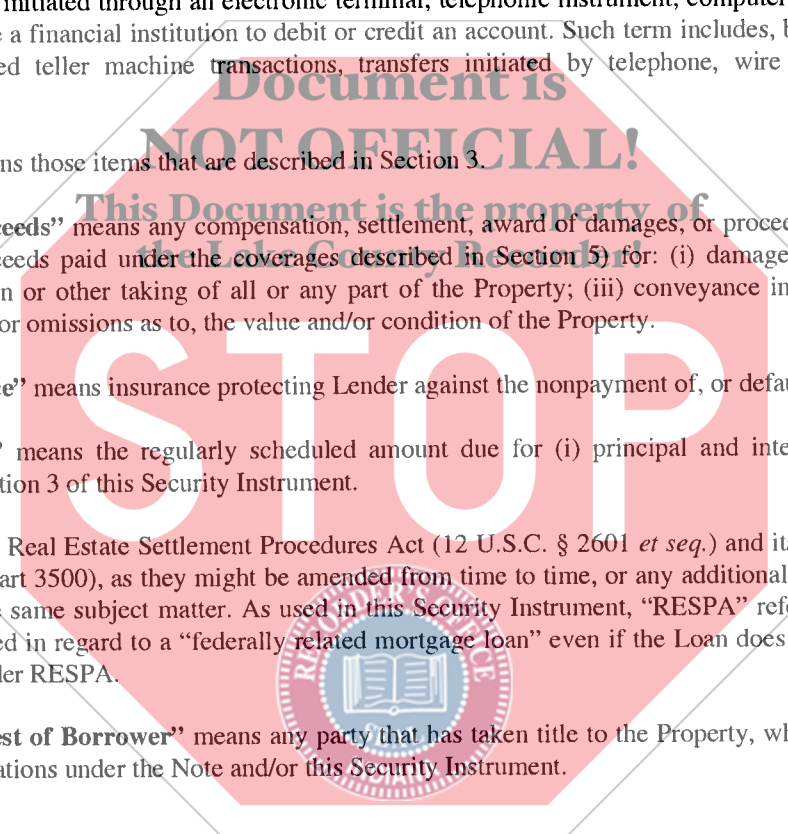 initiated through an electronic terminal, telephonic instrument, computer
a financial institution to debit or credit an account. Such term includes, b
ed teller machine transactions, transfers initiated by telephone, wire
Document is
NOT OFFICIAL!
ns those items that are described in Section 3.
This Document is the property of
the Lake County Recorder!
eeds” means any compensation, settlement, award of damages, or procee
eeds paid under the coverages described in Section 5) for: (i) damage
n or other taking of all or any part of the Property; (iii) conveyance in
or omissions as to, the value and/or condition of the Property.
STOP
e” means insurance protecting Lender against the nonpayment of, or defau
” means the regularly scheduled amount due for (i) principal and inte
tion 3 of this Security Instrument.
Real Estate Settlement Procedures Act (12 U.S.C. § 2601 et seq.) and it
art 3500), as they might be amended from time to time, or any additional
same subject matter. As used in this Security Instrument, “RESPA” refe
ed in regard to a “federally related mortgage loan” even if the Loan does
der RESPA.
RECORDER'S OFFICE
INDIANA
est of Borrower” means any party that has taken title to the Property, wh
ations under the Note and/or this Security Instrument.